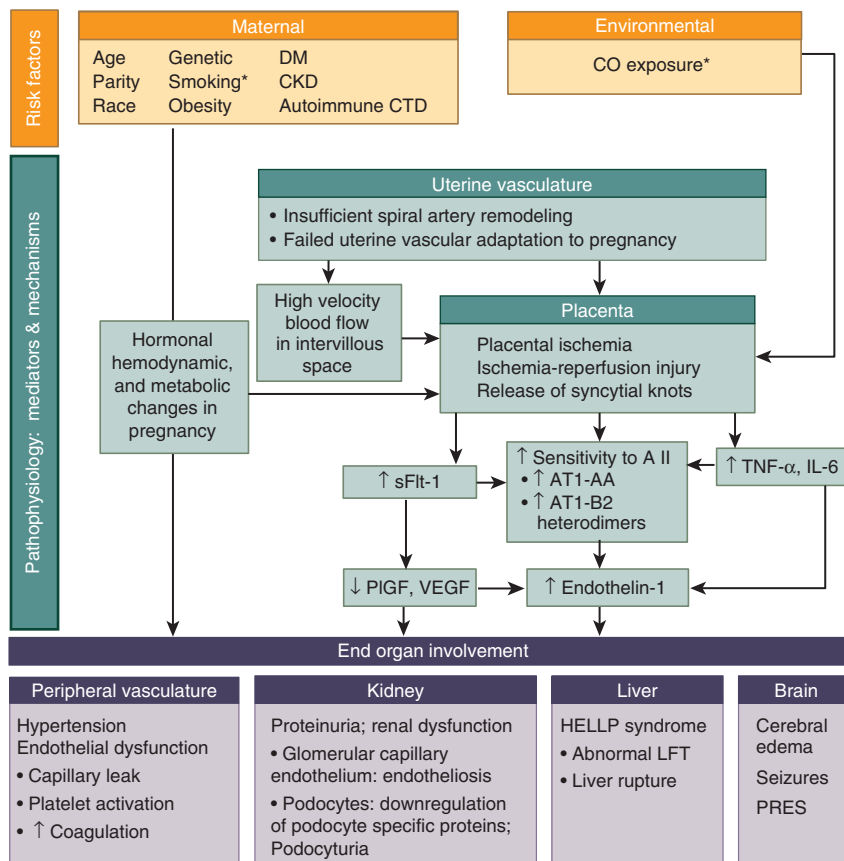 Risk factors
Maternal
Age Genetic DM
Parity Smoking* CKD
Race Obesity Autoimmune CTD
Environmental
CO exposure*
Pathophysiology: mediators & mechanisms
Uterine vasculature
• Insufficient spiral artery remodeling
• Failed uterine vascular adaptation to pregnancy
High velocity
blood flow
in intervillous
space
Hormonal
hemodynamic,
and metabolic
changes in
pregnancy
Placenta
Placental ischemia
Ischemia-reperfusion injury
Release of syncytial knots
↑ sFlt-1
↑ Sensitivity to A II
• ↑ AT1-AA
• ↑ AT1-B2
heterodimers
↑ TNF-α, IL-6
↓ PlGF, VEGF
↑ Endothelin-1
End organ involvement
Peripheral vasculature
Hypertension
Endothelial dysfunction
• Capillary leak
• Platelet activation
• ↑ Coagulation
Kidney
Proteinuria; renal dysfunction
• Glomerular capillary
endothelium: endotheliosis
• Podocytes: downregulation
of podocyte specific proteins;
Podocyturia
Liver
HELLP syndrome
• Abnormal LFT
• Liver rupture
Brain
Cerebral
edema
Seizures
PRES